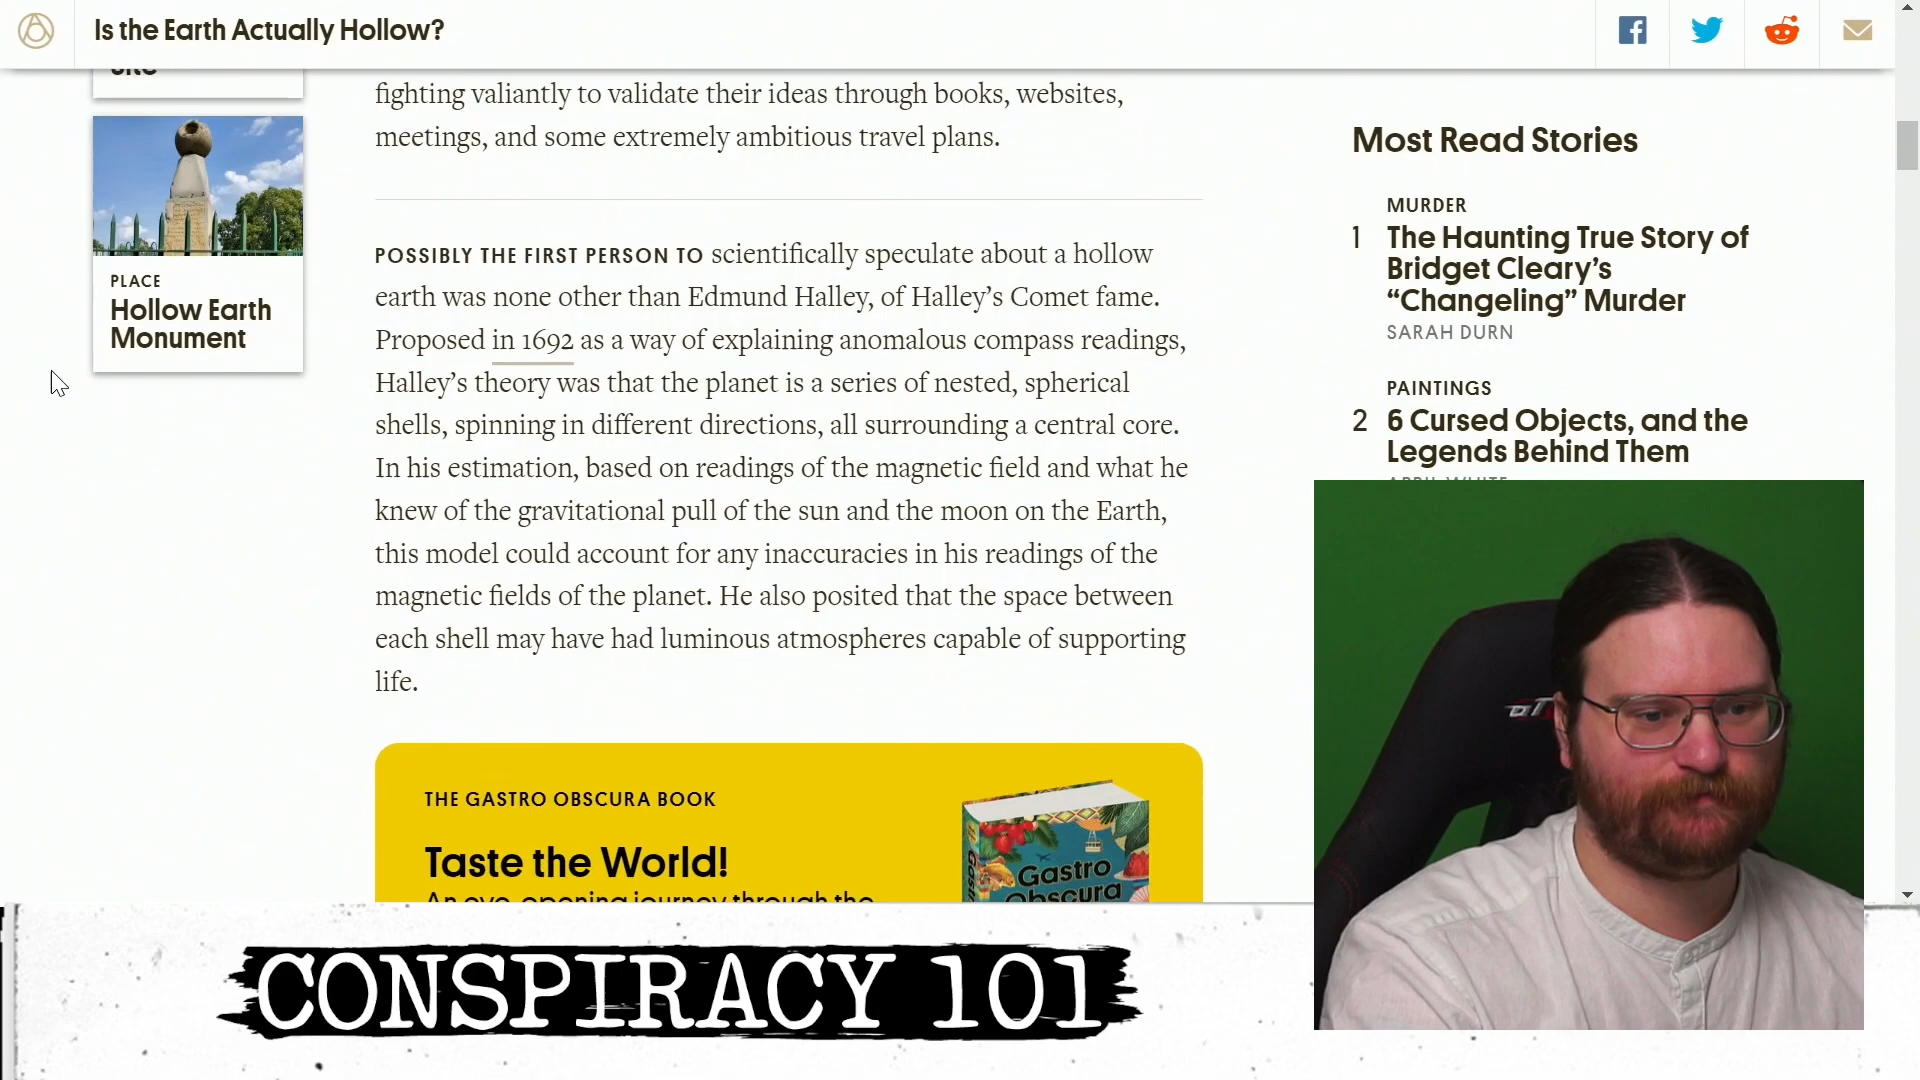 Is the Earth Actually Hollow?
Site
PLACE
Hollow Earth
Monument
fighting valiantly to validate their ideas through books, websites,
meetings, and some extremely ambitious travel plans.
POSSIBLY THE FIRST PERSON TO scientifically speculate about a hollow
earth was none other than Edmund Halley, of Halley’s Comet fame.
Proposed in 1692 as a way of explaining anomalous compass readings,
Halley’s theory was that the planet is a series of nested, spherical
shells, spinning in different directions, all surrounding a central core.
In his estimation, based on readings of the magnetic field and what he
knew of the gravitational pull of the sun and the moon on the Earth,
this model could account for any inaccuracies in his readings of the
magnetic fields of the planet. He also posited that the space between
each shell may have had luminous atmospheres capable of supporting
life.
THE GASTRO OBSCURA BOOK
Taste the World!
An eye-opening journey through the
Gastro
Obscura
Most Read Stories
MURDER
1 The Haunting True Story of
Bridget Cleary’s
“Changeling” Murder
SARAH DURN
PAINTINGS
2 6 Cursed Objects, and the
Legends Behind Them
APRIL WHITE
CONSPIRACY 101